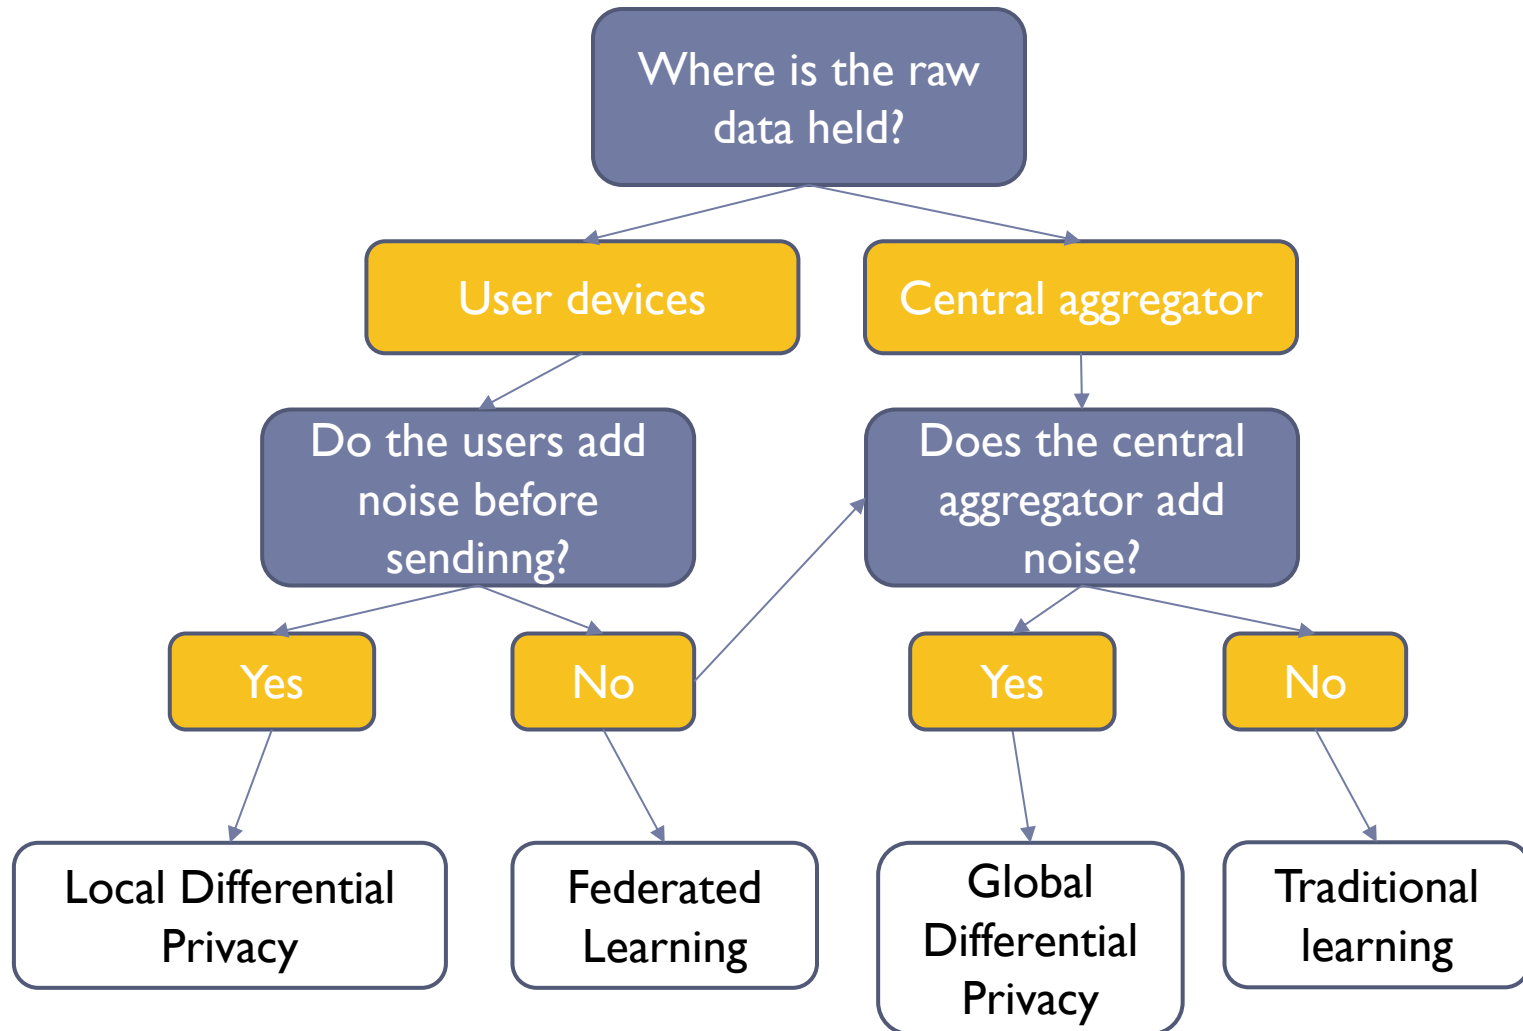 Where is the raw
data held?
User devices
Central aggregator
Do the users add
noise before
sendinng?
Does the central
aggregator add
noise?
Yes
No
Yes
No
Local Differential
Privacy
Federated
Learning
Global
Differential
Privacy
Traditional
learning